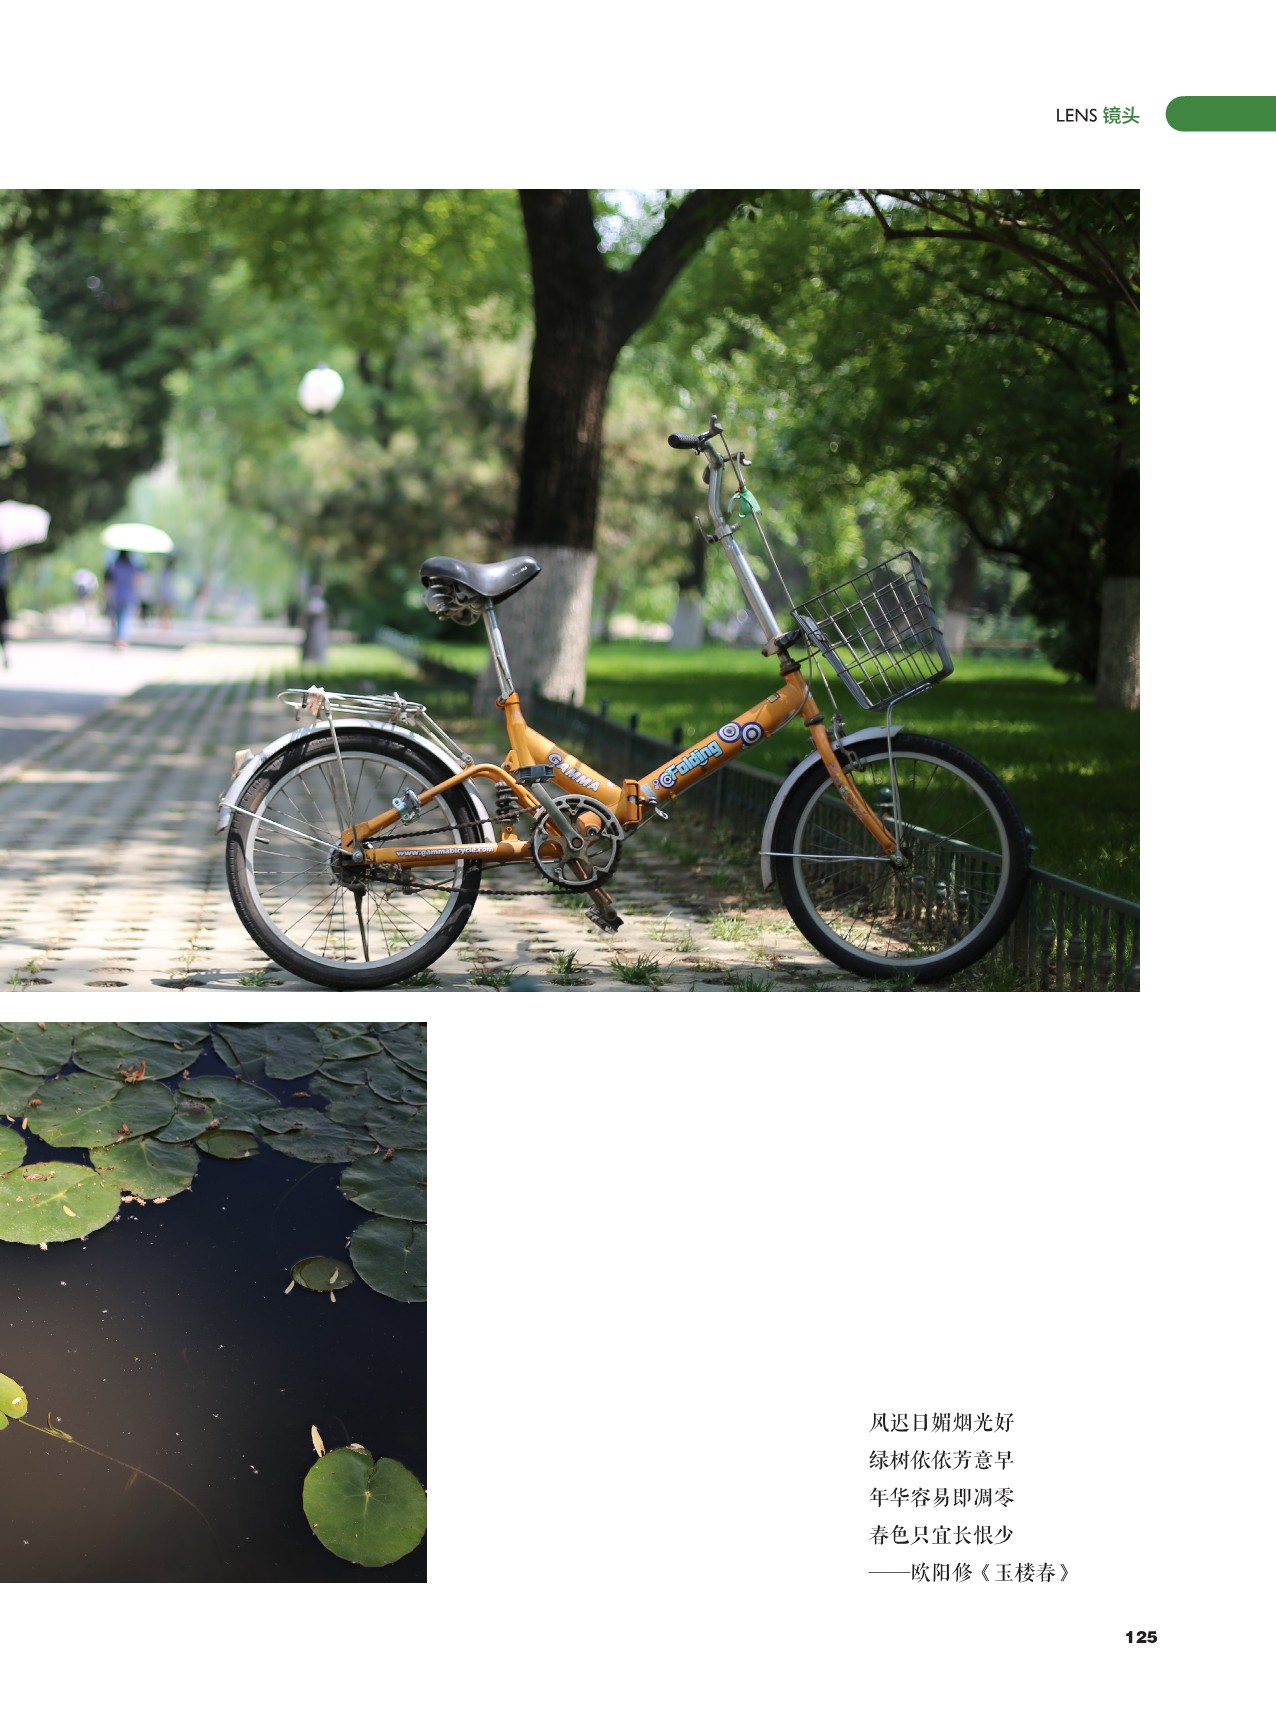 LENS 镜头
GAMMA
Folding
www.gammabicycle.com
风迟日媚烟光好
绿树依依芳意早
年华容易即凋零
春色只宜长恨少
——欧阳修《玉楼春》
125